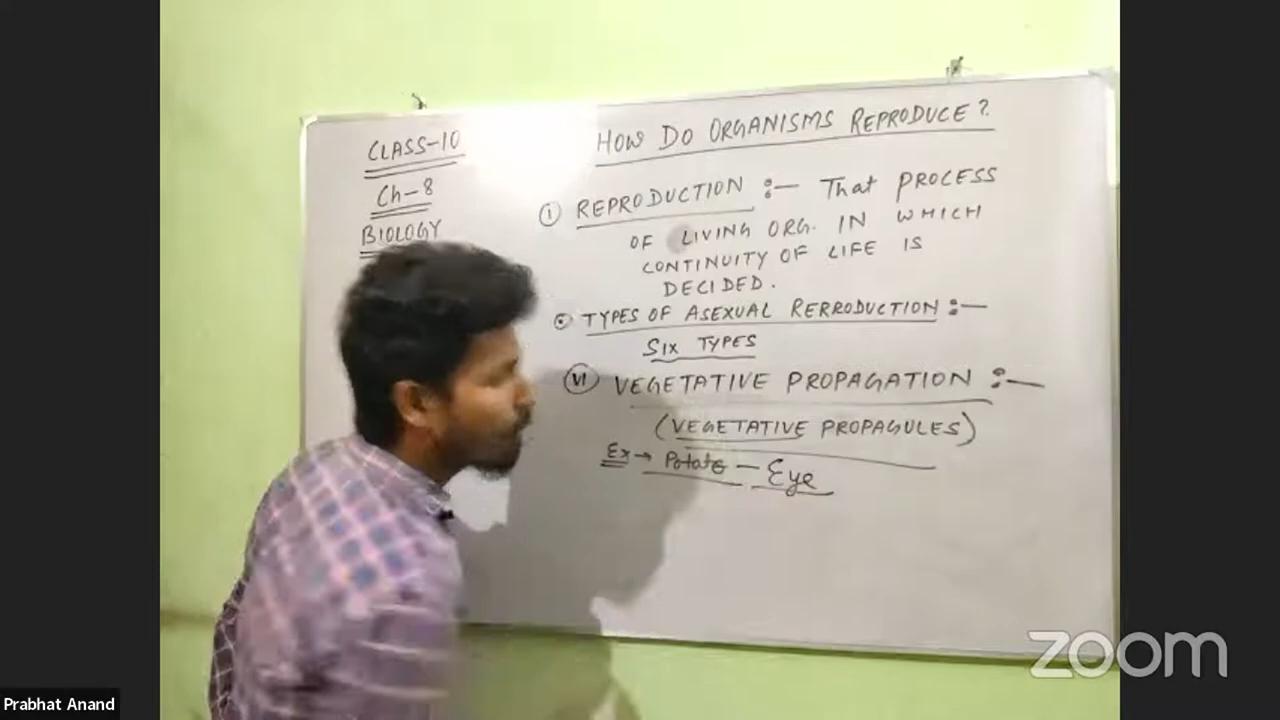 CLASS-10
Ch-8
BIOLOGY
HOW DO ORGANISMS REPRODUCE?
(i) REPRODUCTION :- That PROCESS
OF LIVING ORG. IN WHICH
CONTINUITY OF LIFE IS
DECIDED.
TYPES OF ASEXUAL RERRODUCTION :-
SIX TYPES
(VI) VEGETATIVE PROPAGATION :-
(VEGETATIVE PROPAGULES)
Ex → Potato - Eye
zoom
Prabhat Anand